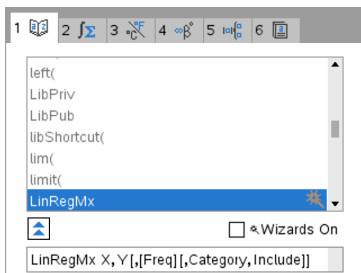 1 2 ∫Σ 3 °C°F 4 ∞β° 5 6
left(
LibPriv
LibPub
libShortcut(
lim(
limit(
LinRegMx
Wizards On
LinRegMx X,Y[,[Freq][,Category,Include]]